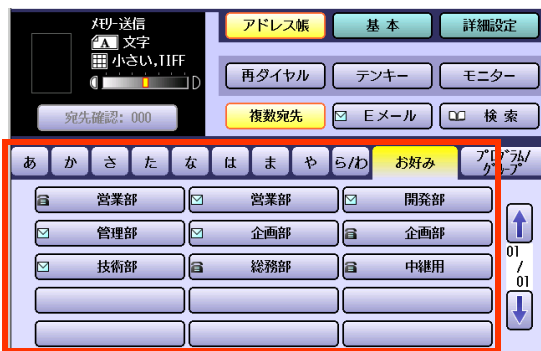 メモリー送信
A 文字
小さい,TIFF
D
宛先確認: 000
アドレス帳 基本 詳細設定
再ダイヤル テンキー モニター
複数宛先 Eメール 検索
あ か さ た な は ま や ら/わ お好み プログラム/グループ
営業部 営業部 開発部
管理部 企画部 企画部
技術部 総務部 中継用
01
/
01